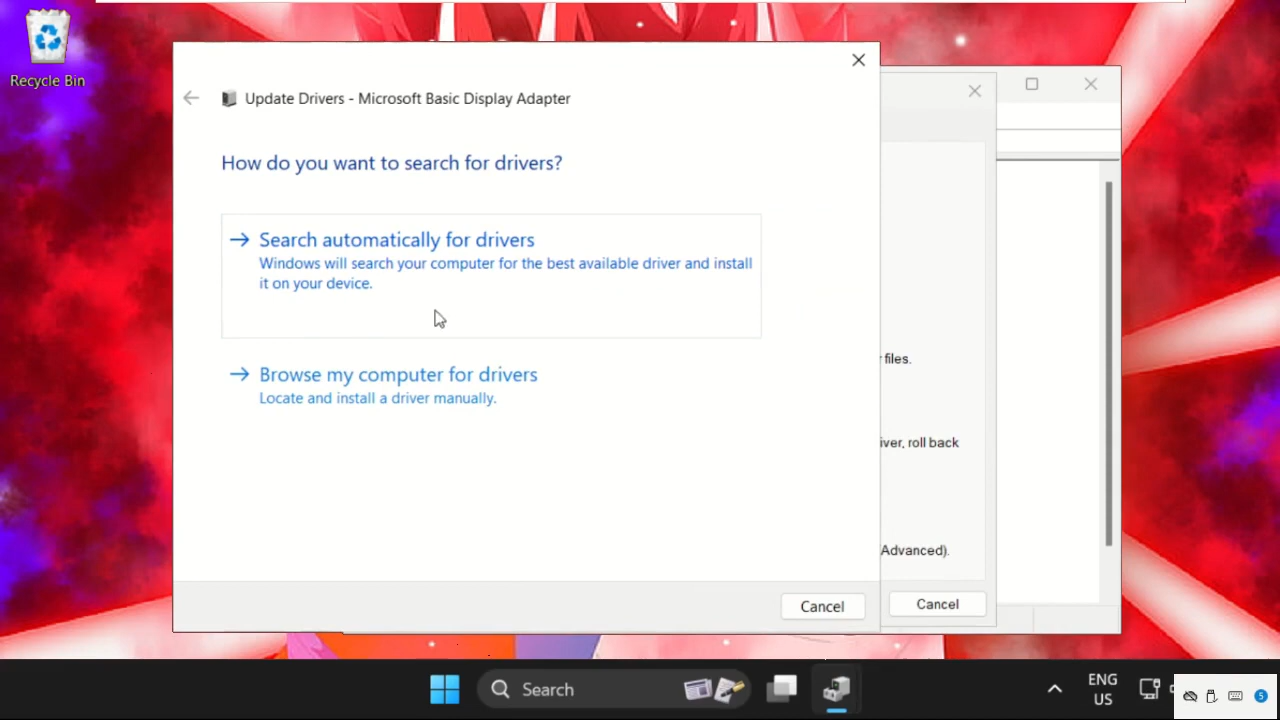 Recycle Bin
Update Drivers - Microsoft Basic Display Adapter
How do you want to search for drivers?
Search automatically for drivers
Windows will search your computer for the best available driver and install
it on your device.
Browse my computer for drivers
Locate and install a driver manually.
files.
iver, roll back
Advanced).
Cancel
Cancel
Search
ENG
US
5